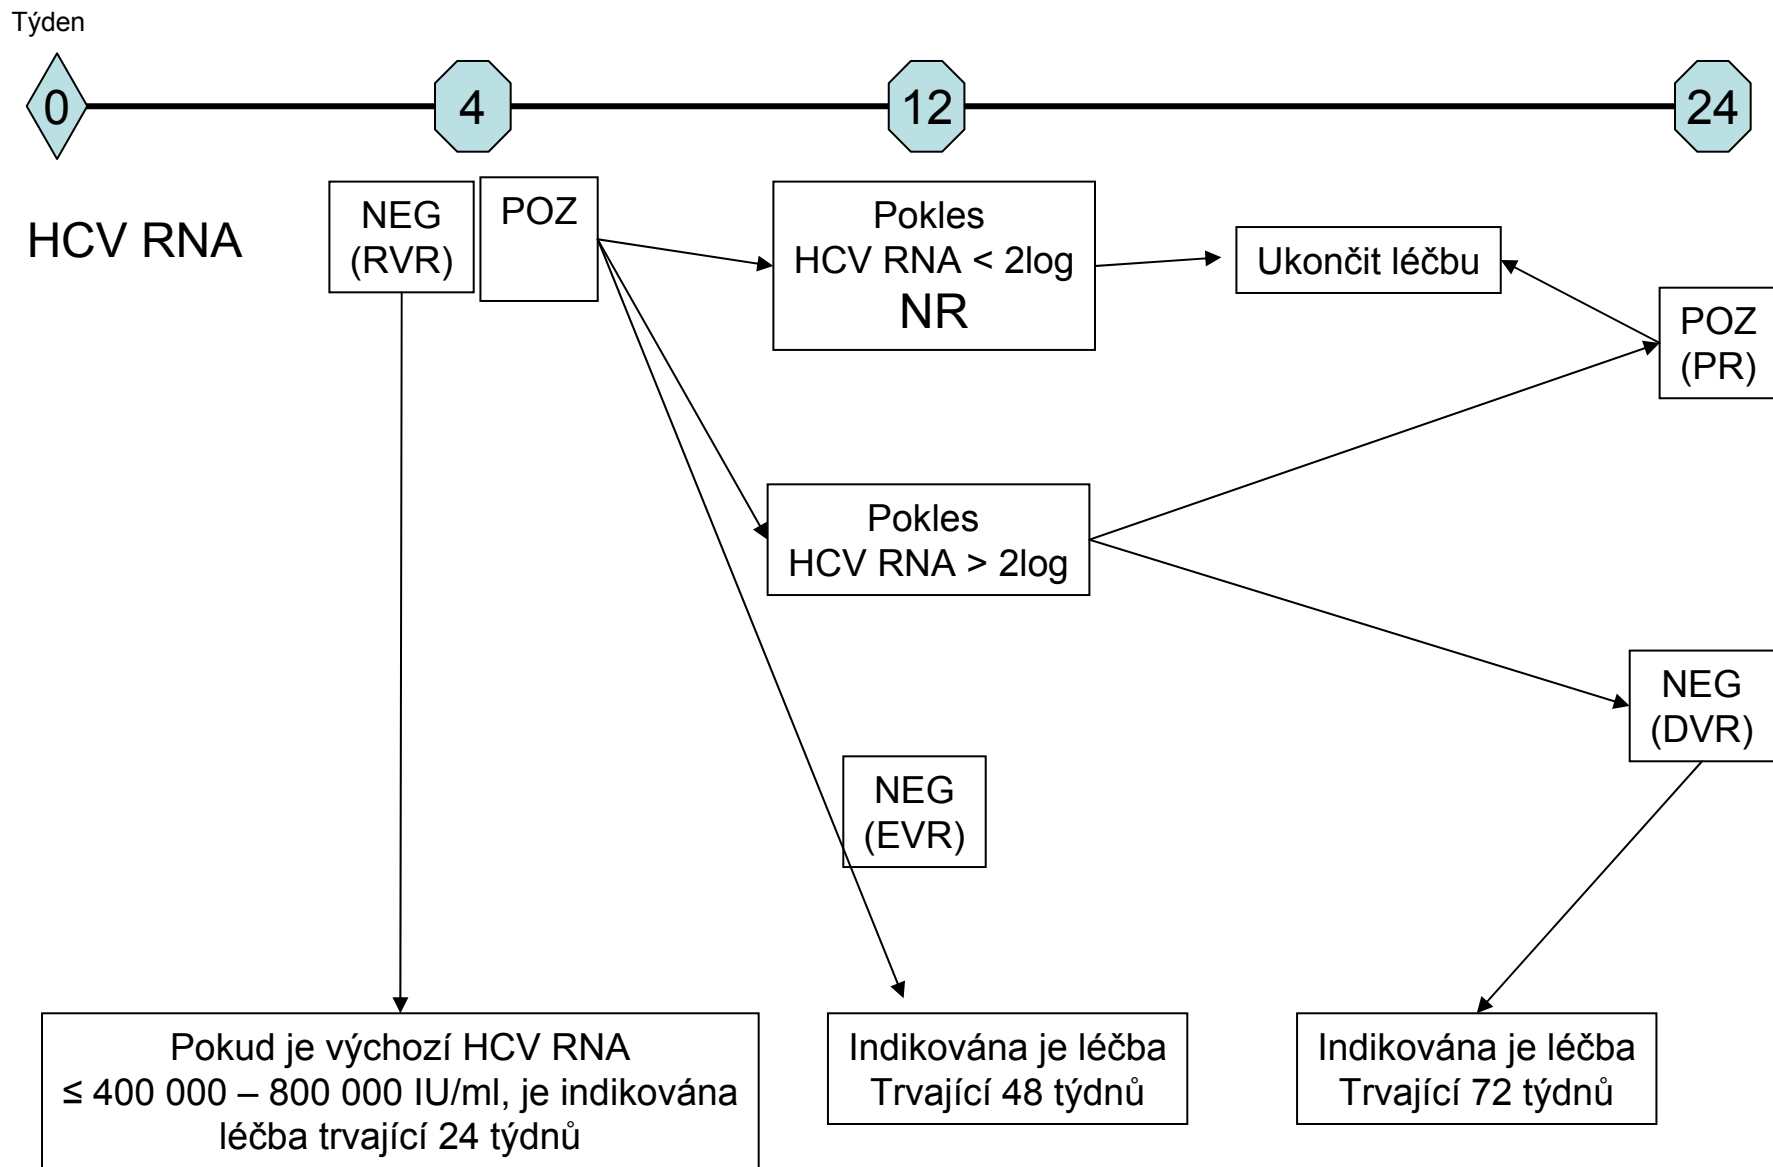 Týden
0
4
12
24
HCV RNA
NEG
(RVR)
POZ
Pokles
HCV RNA < 2log
NR
Ukončit léčbu
POZ
(PR)
Pokles
HCV RNA > 2log
NEG
(DVR)
NEG
(EVR)
Pokud je výchozí HCV RNA
≤ 400 000 – 800 000 IU/ml, je indikována
léčba trvající 24 týdnů
Indikována je léčba
Trvající 48 týdnů
Indikována je léčba
Trvající 72 týdnů